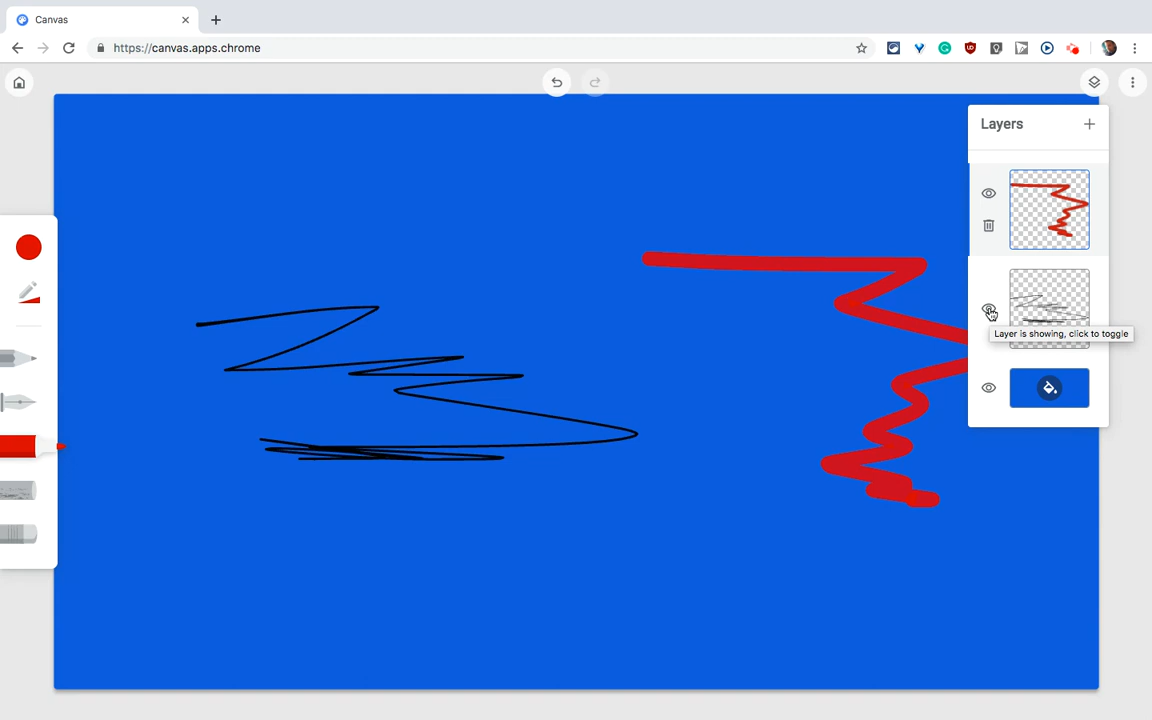 Canvas
https://canvas.apps.chrome
Layers
Layer is showing, click to toggle